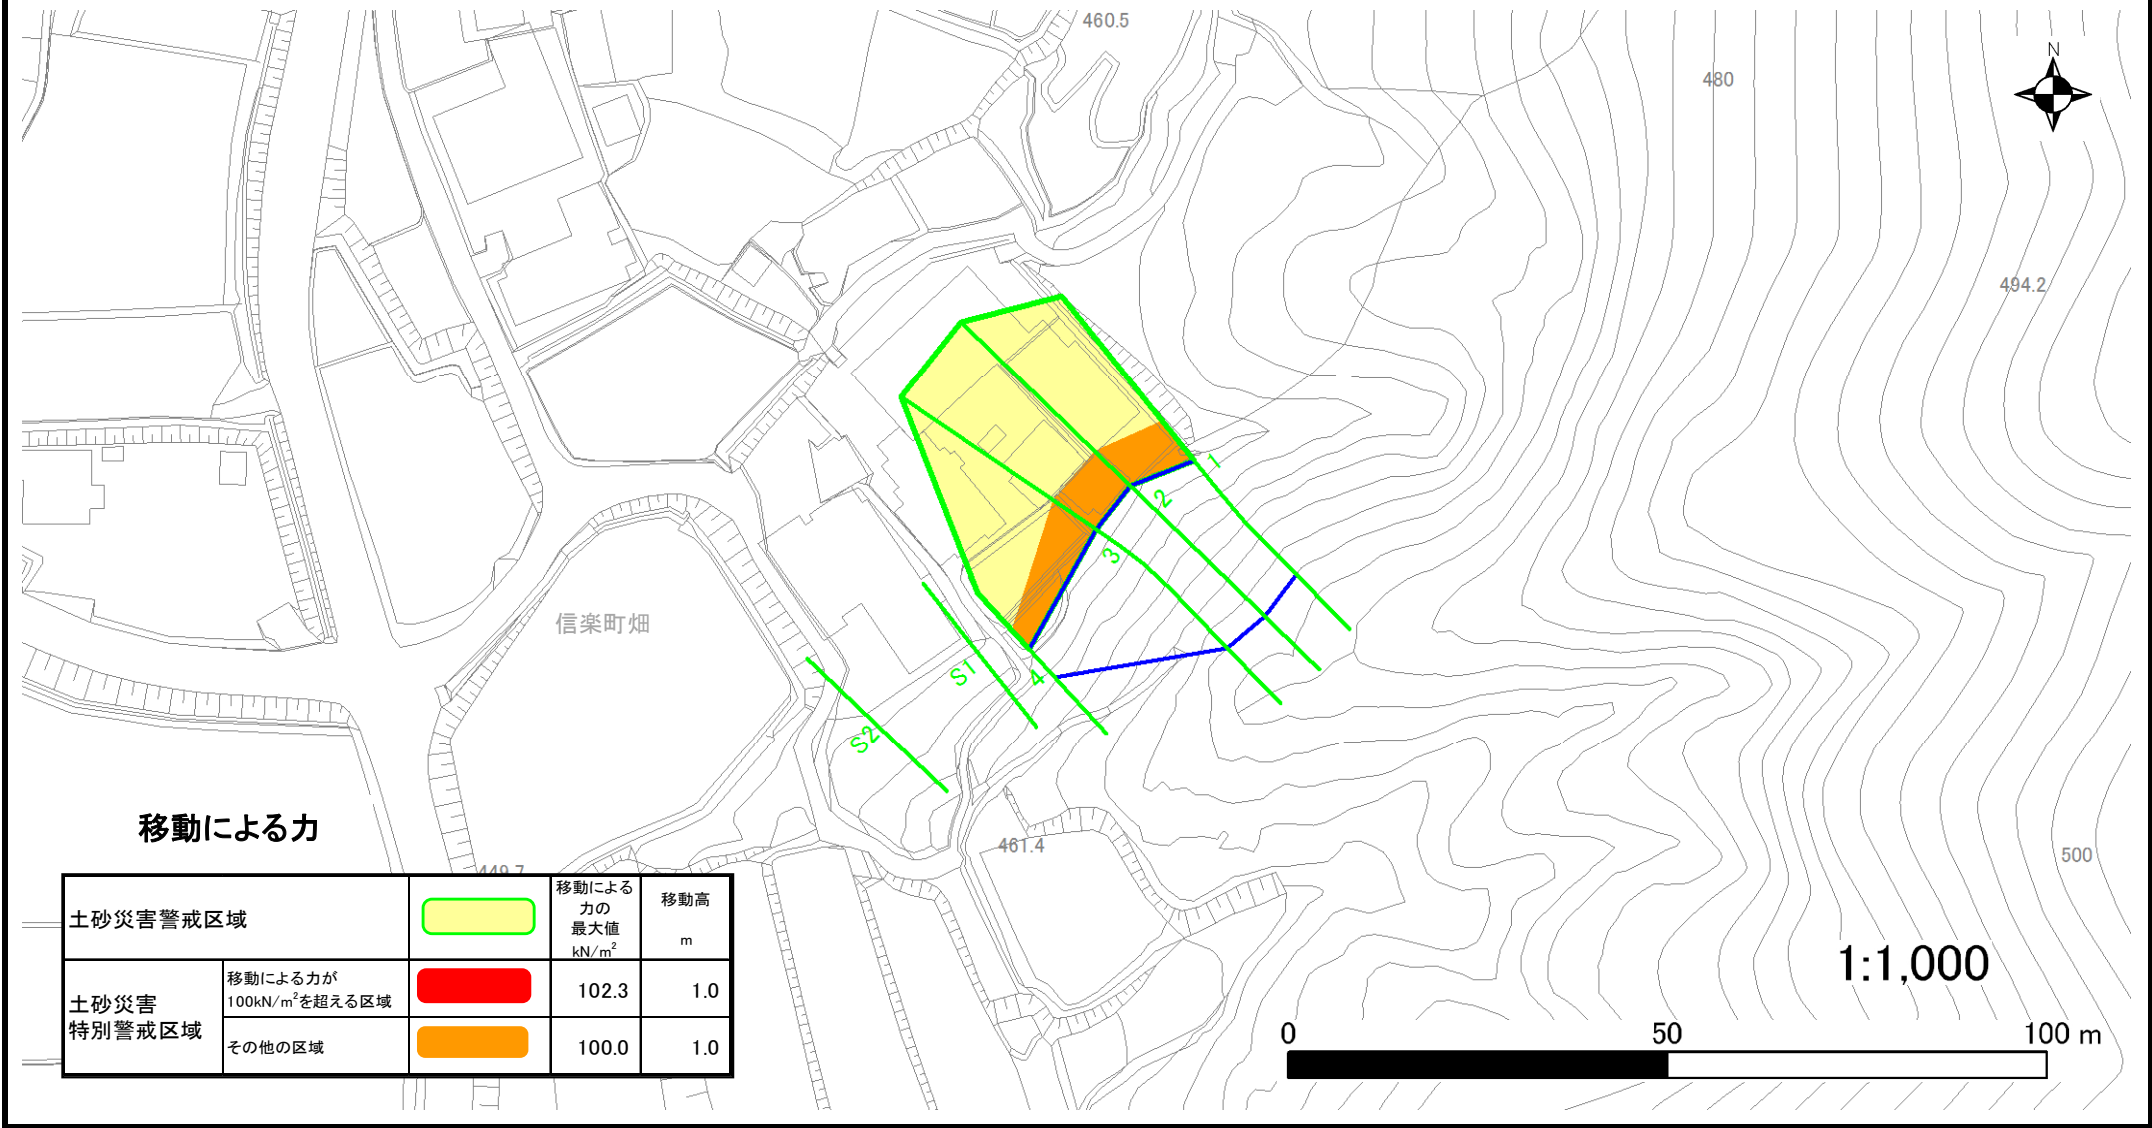 460.5
N
480
494.2
1
2
3
信楽町畑
S1
4
S2
移動による力
461.4
500
449.7
土砂災害警戒区域
移動による
力の
最大値
kN/m²
移動高
m
土砂災害
特別警戒区域
移動による力が
100kN/m²を超える区域
102.3
1.0
その他の区域
100.0
1.0
1:1,000
0 50 100 m